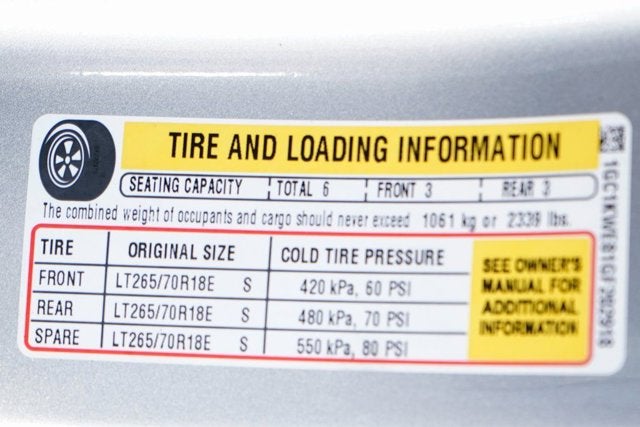 TIRE AND LOADING INFORMATION
SEATING CAPACITY TOTAL 6 FRONT 3 REAR 3
The combined weight of occupants and cargo should never exceed 1061 kg or 2339 lbs.
TIRE ORIGINAL SIZE COLD TIRE PRESSURE
FRONT LT265/70R18E S 420 kPa, 60 PSI
REAR LT265/70R18E S 480 kPa, 70 PSI
SPARE LT265/70R18E S 550 kPa, 80 PSI
SEE OWNER'S
MANUAL FOR
ADDITIONAL
INFORMATION